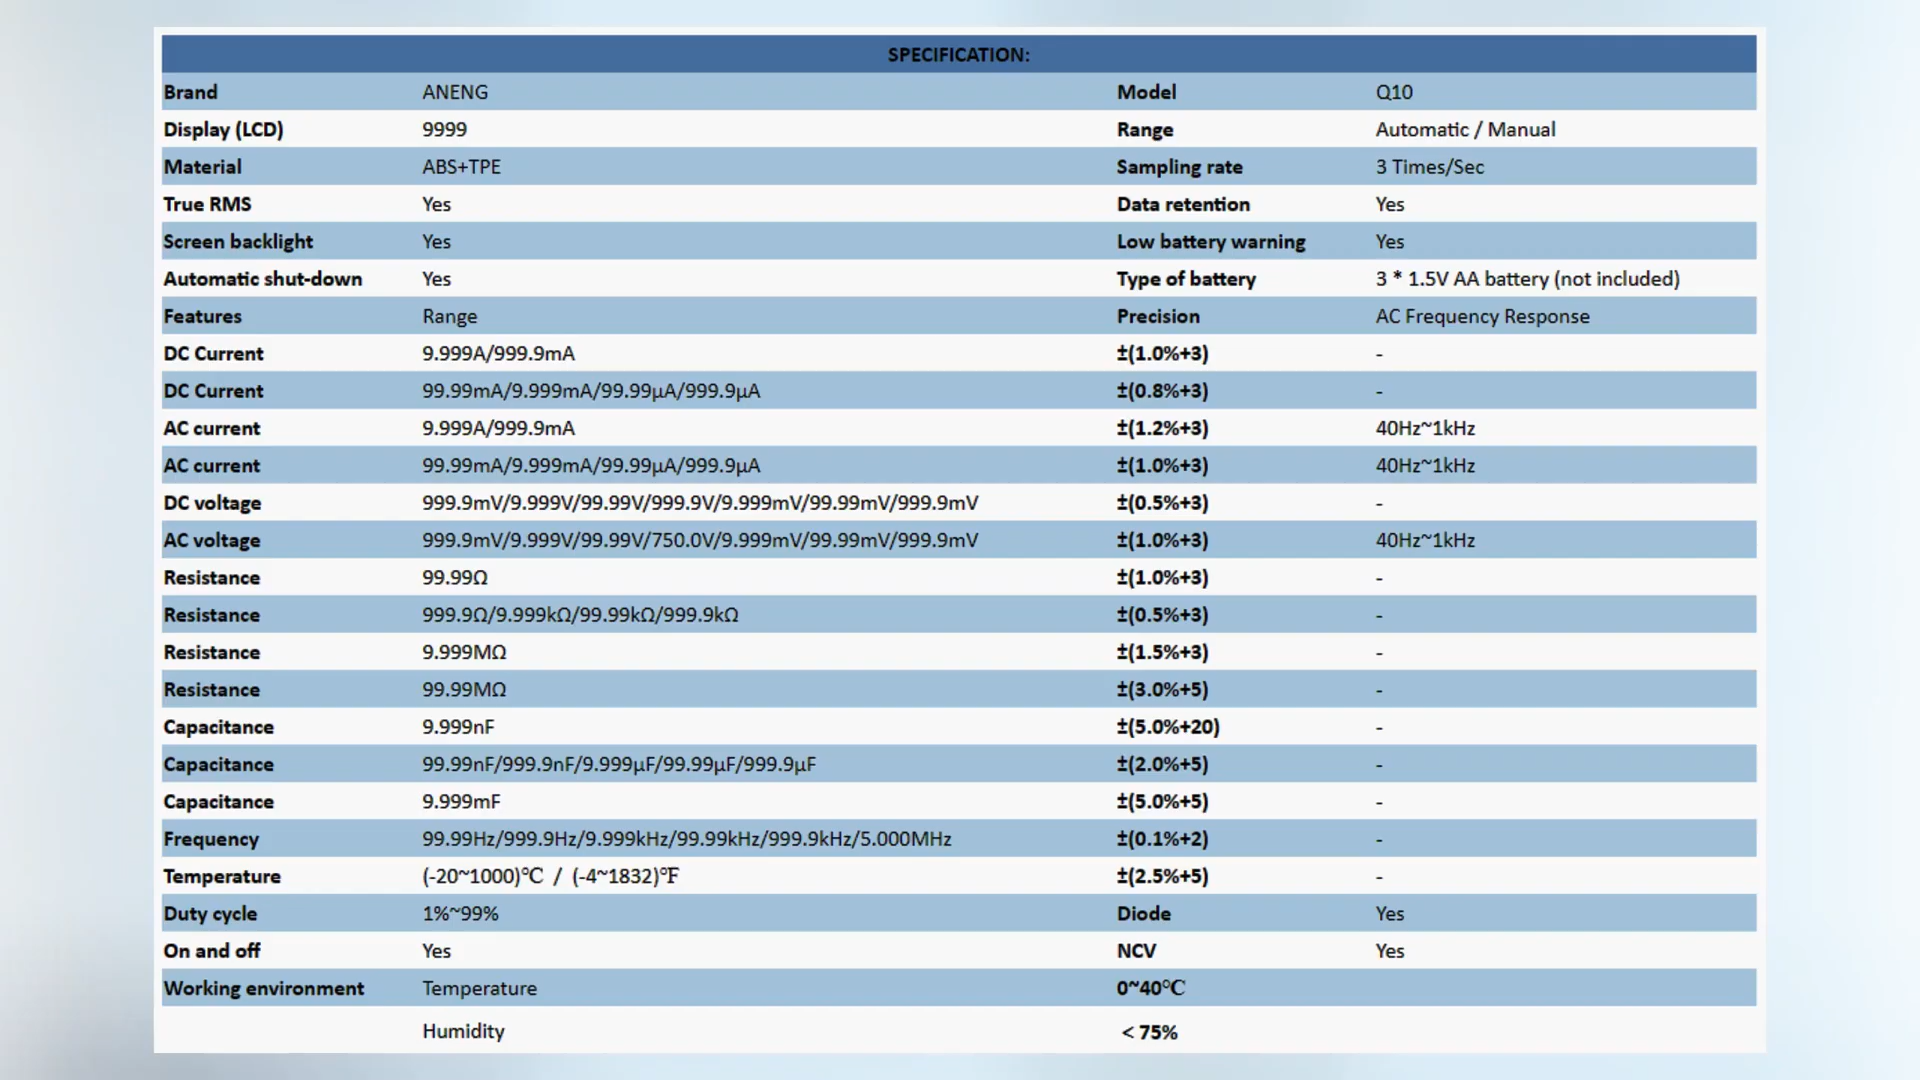 SPECIFICATION:
Brand ANENG Model Q10
Display (LCD) 9999 Range Automatic / Manual
Material ABS+TPE Sampling rate 3 Times/Sec
True RMS Yes Data retention Yes
Screen backlight Yes Low battery warning Yes
Automatic shut-down Yes Type of battery 3 * 1.5V AA battery (not included)
Features Range Precision AC Frequency Response
DC Current 9.999A/999.9mA ±(1.0%+3) -
DC Current 99.99mA/9.999mA/99.99μA/999.9μA ±(0.8%+3) -
AC current 9.999A/999.9mA ±(1.2%+3) 40Hz~1kHz
AC current 99.99mA/9.999mA/99.99μA/999.9μA ±(1.0%+3) 40Hz~1kHz
DC voltage 999.9mV/9.999V/99.99V/999.9V/9.999mV/99.99mV/999.9mV ±(0.5%+3) -
AC voltage 999.9mV/9.999V/99.99V/750.0V/9.999mV/99.99mV/999.9mV ±(1.0%+3) 40Hz~1kHz
Resistance 99.99Ω ±(1.0%+3) -
Resistance 999.9Ω/9.999kΩ/99.99kΩ/999.9kΩ ±(0.5%+3) -
Resistance 9.999MΩ ±(1.5%+3) -
Resistance 99.99MΩ ±(3.0%+5) -
Capacitance 9.999nF ±(5.0%+20) -
Capacitance 99.99nF/999.9nF/9.999μF/99.99μF/999.9μF ±(2.0%+5) -
Capacitance 9.999mF ±(5.0%+5) -
Frequency 99.99Hz/999.9Hz/9.999kHz/99.99kHz/999.9kHz/5.000MHz ±(0.1%+2) -
Temperature (-20~1000)℃ / (-4~1832)℉ ±(2.5%+5) -
Duty cycle 1%~99% Diode Yes
On and off Yes NCV Yes
Working environment Temperature 0~40℃
Humidity < 75%